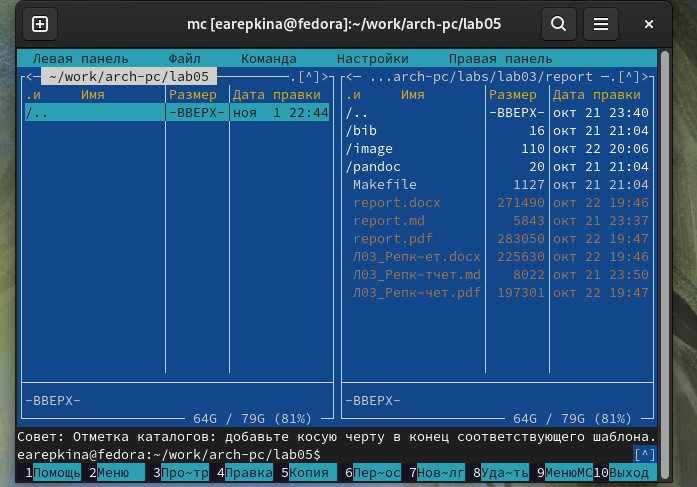 mc [earepkina@fedora]:~/work/arch-pc/lab05
Левая панель Файл Команда Настройки Правая панель
<— ~/work/arch-pc/lab05 .[^]> <— ...arch-pc/labs/lab03/report —.[^]>
.и Имя Размер Дата правки .и Имя Размер Дата правки
/.. -ВВЕРХ- ноя 1 22:44 /.. -ВВЕРХ- окт 21 23:40
/bib 16 окт 21 21:04
/image 110 окт 22 20:06
/pandoc 20 окт 21 21:04
Makefile 1127 окт 21 21:04
report.docx 271490 окт 22 19:46
report.md 5843 окт 21 23:37
report.pdf 283050 окт 22 19:47
Л03_Репк~ет.docx 225630 окт 22 19:46
Л03_Репк~тчет.md 8022 окт 21 23:50
Л03_Репк~чет.pdf 197301 окт 22 19:47
-ВВЕРХ- -ВВЕРХ-
64G / 79G (81%) 64G / 79G (81%)
Совет: Отметка каталогов: добавьте косую черту в конец соответствующего шаблона.
earepkina@fedora:~/work/arch-pc/lab05$ [^]
1Помощь 2Меню 3Про~тр 4Правка 5Копия 6Пер~ос 7Нов~лг 8Уда~ть 9МенюМС 10Выход